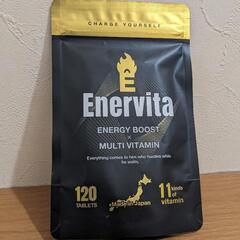 CHARGE YOURSELF
Enervita
ENERGY BOOST
×
MULTI VITAMIN
Everything comes to him who hustles while
he waits.
120
TABLETS
Made in Japan
11 kinds of
vitamin